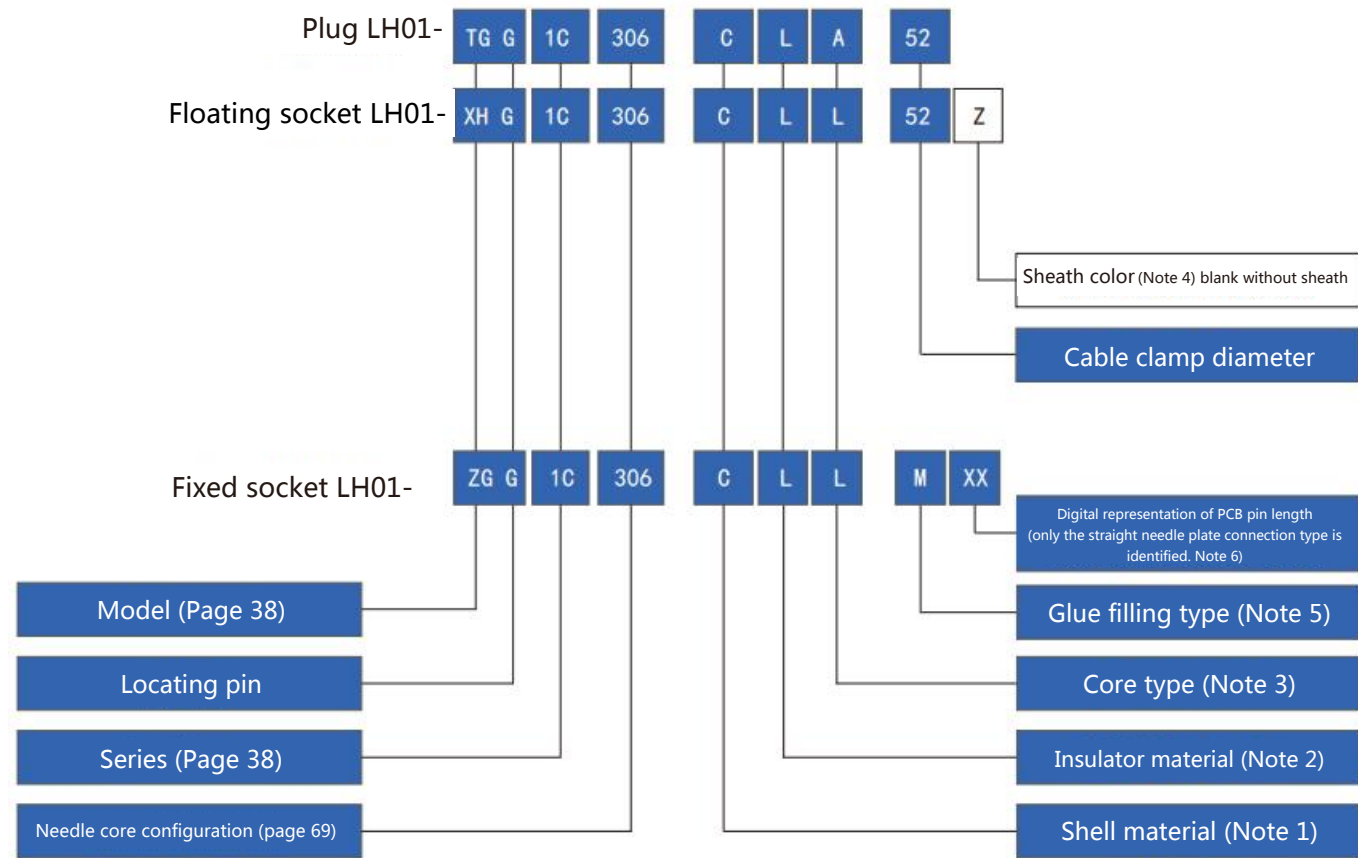 Plug LH01- TG G 1C 306 C L A 52
Floating socket LH01- XH G 1C 306 C L L 52 Z
Sheath color (Note 4) blank without sheath
Cable clamp diameter
Fixed socket LH01- ZG G 1C 306 C L L M XX
Digital representation of PCB pin length
(only the straight needle plate connection type is
identified. Note 6)
Model (Page 38)
Glue filling type (Note 5)
Locating pin
Core type (Note 3)
Series (Page 38)
Insulator material (Note 2)
Needle core configuration (page 69)
Shell material (Note 1)